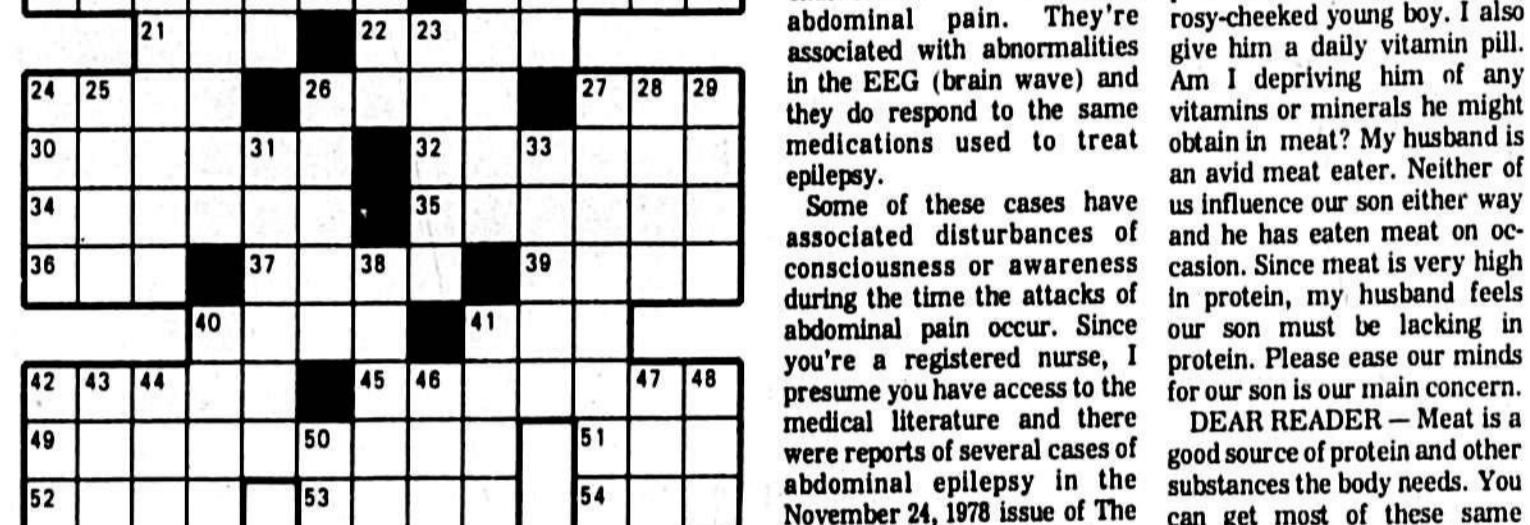 21 22 23
24 25 26 27 28 29
30 31 32 33
34 35
36 37 38 39
40 41
42 43 44 45 46 47 48
49 50 51
52 53 54
abdominal pain. They're
associated with abnormalities
in the EEG (brain wave) and
they do respond to the same
medications used to treat
epilepsy.
Some of these cases have
associated disturbances of
consciousness or awareness
during the time the attacks of
abdominal pain occur. Since
you're a registered nurse, I
presume you have access to the
medical literature and there
were reports of several cases of
abdominal epilepsy in the
November 24, 1978 issue of The
rosy-cheeked young boy. I also
give him a daily vitamin pill.
Am I depriving him of any
vitamins or minerals he might
obtain in meat? My husband is
an avid meat eater. Neither of
us influence our son either way
and he has eaten meat on oc-
casion. Since meat is very high
in protein, my husband feels
our son must be lacking in
protein. Please ease our minds
for our son is our main concern.
DEAR READER — Meat is a
good source of protein and other
substances the body needs. You
can get most of these same